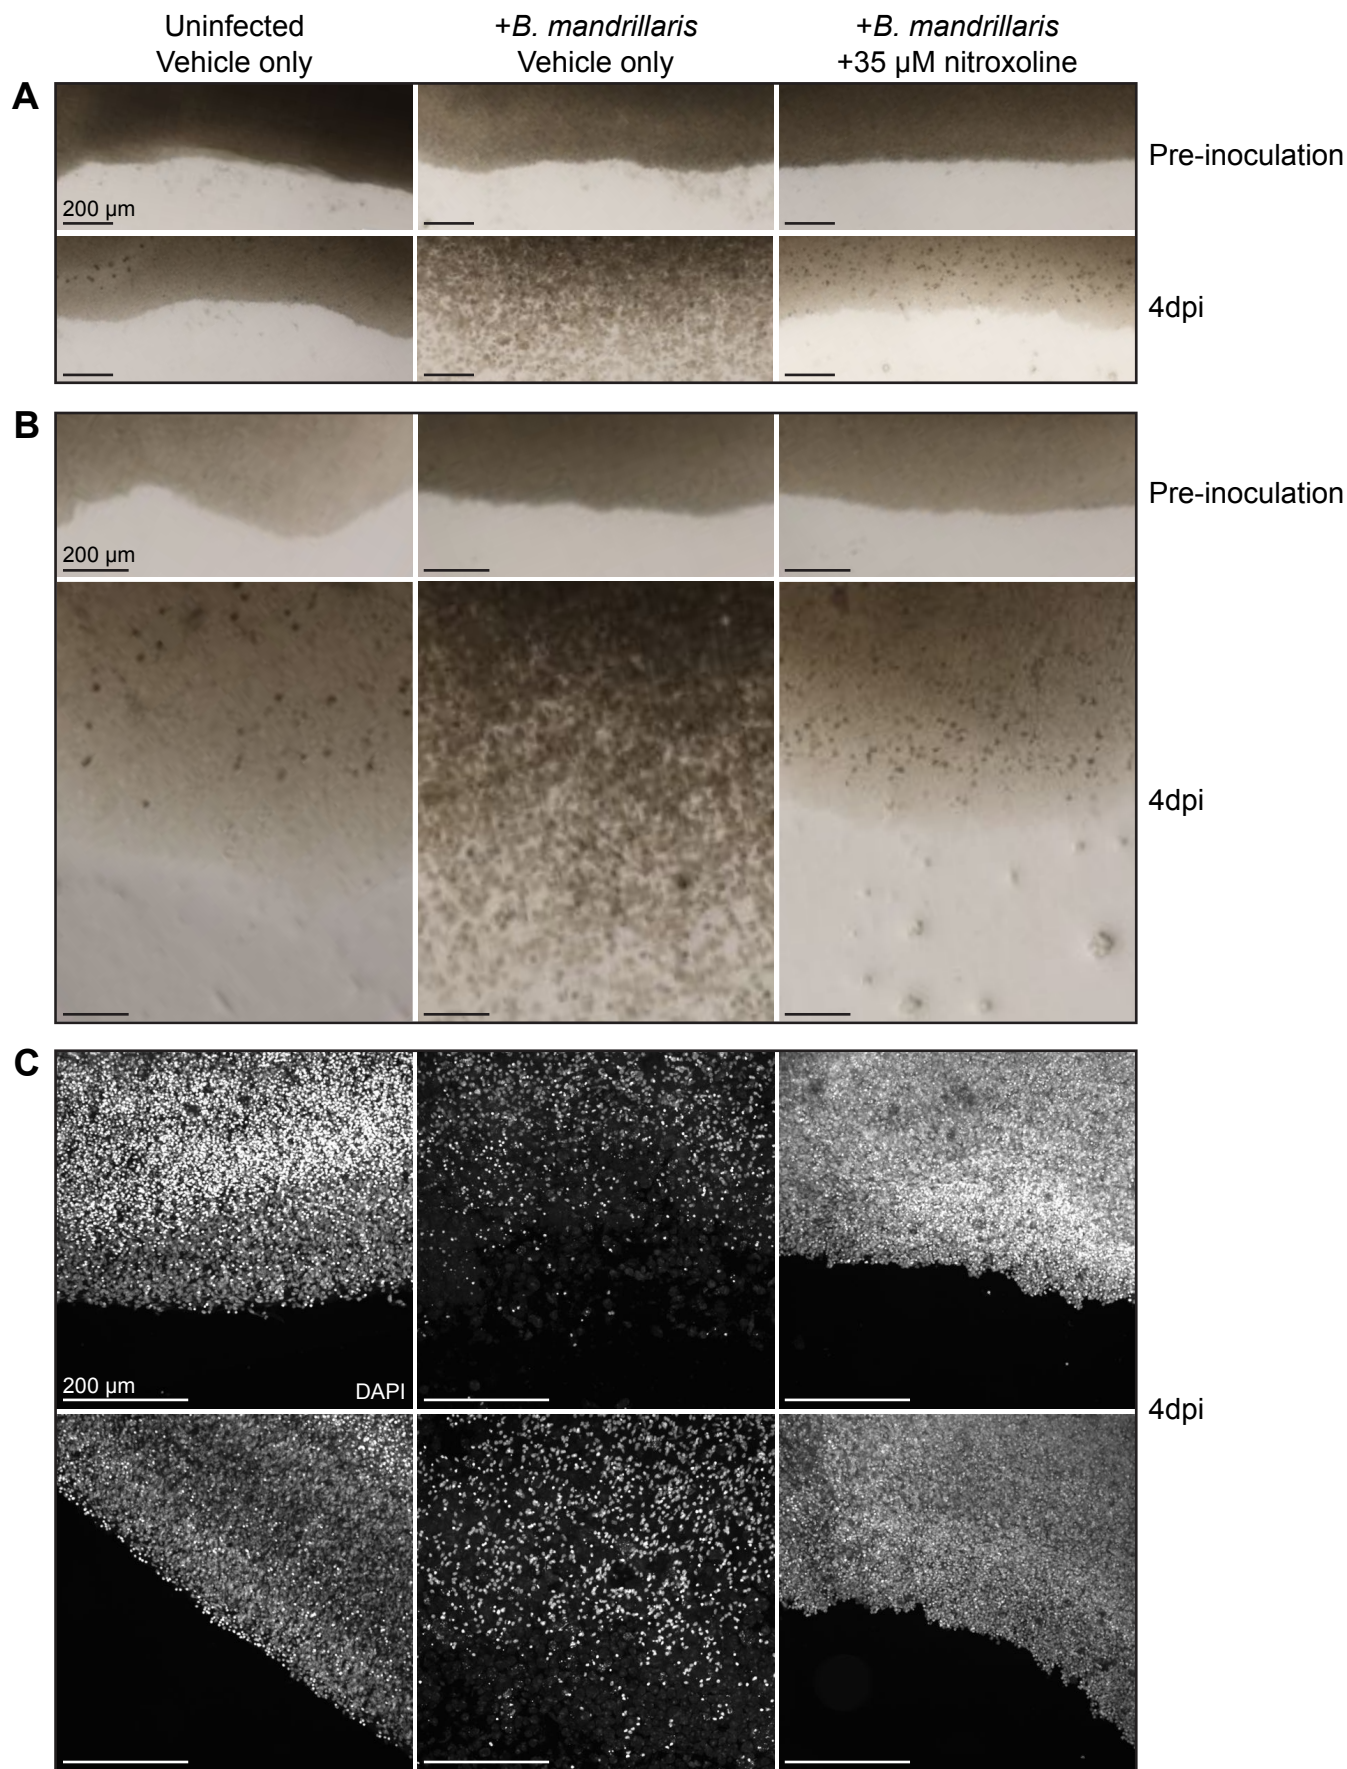 Uninfected
Vehicle only
+B. mandrillaris
Vehicle only
+B. mandrillaris
+35 µM nitroxoline
A
Pre-inoculation
200 µm
4dpi
B
Pre-inoculation
200 µm
4dpi
C
200 µm
DAPI
4dpi